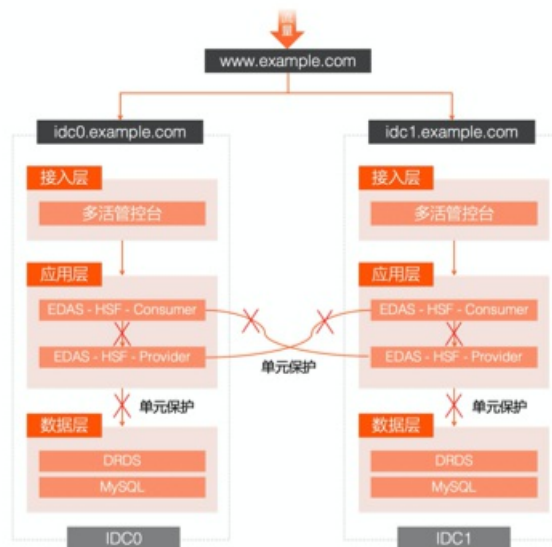 流量
www.example.com
idc0.example.com
idc1.example.com
接入层
接入层
多活管控台
多活管控台
应用层
应用层
EDAS - HSF - Consumer
EDAS - HSF - Consumer
EDAS - HSF - Provider
EDAS - HSF - Provider
单元保护
单元保护
单元保护
数据层
数据层
DRDS
DRDS
MySQL
MySQL
IDC0
IDC1